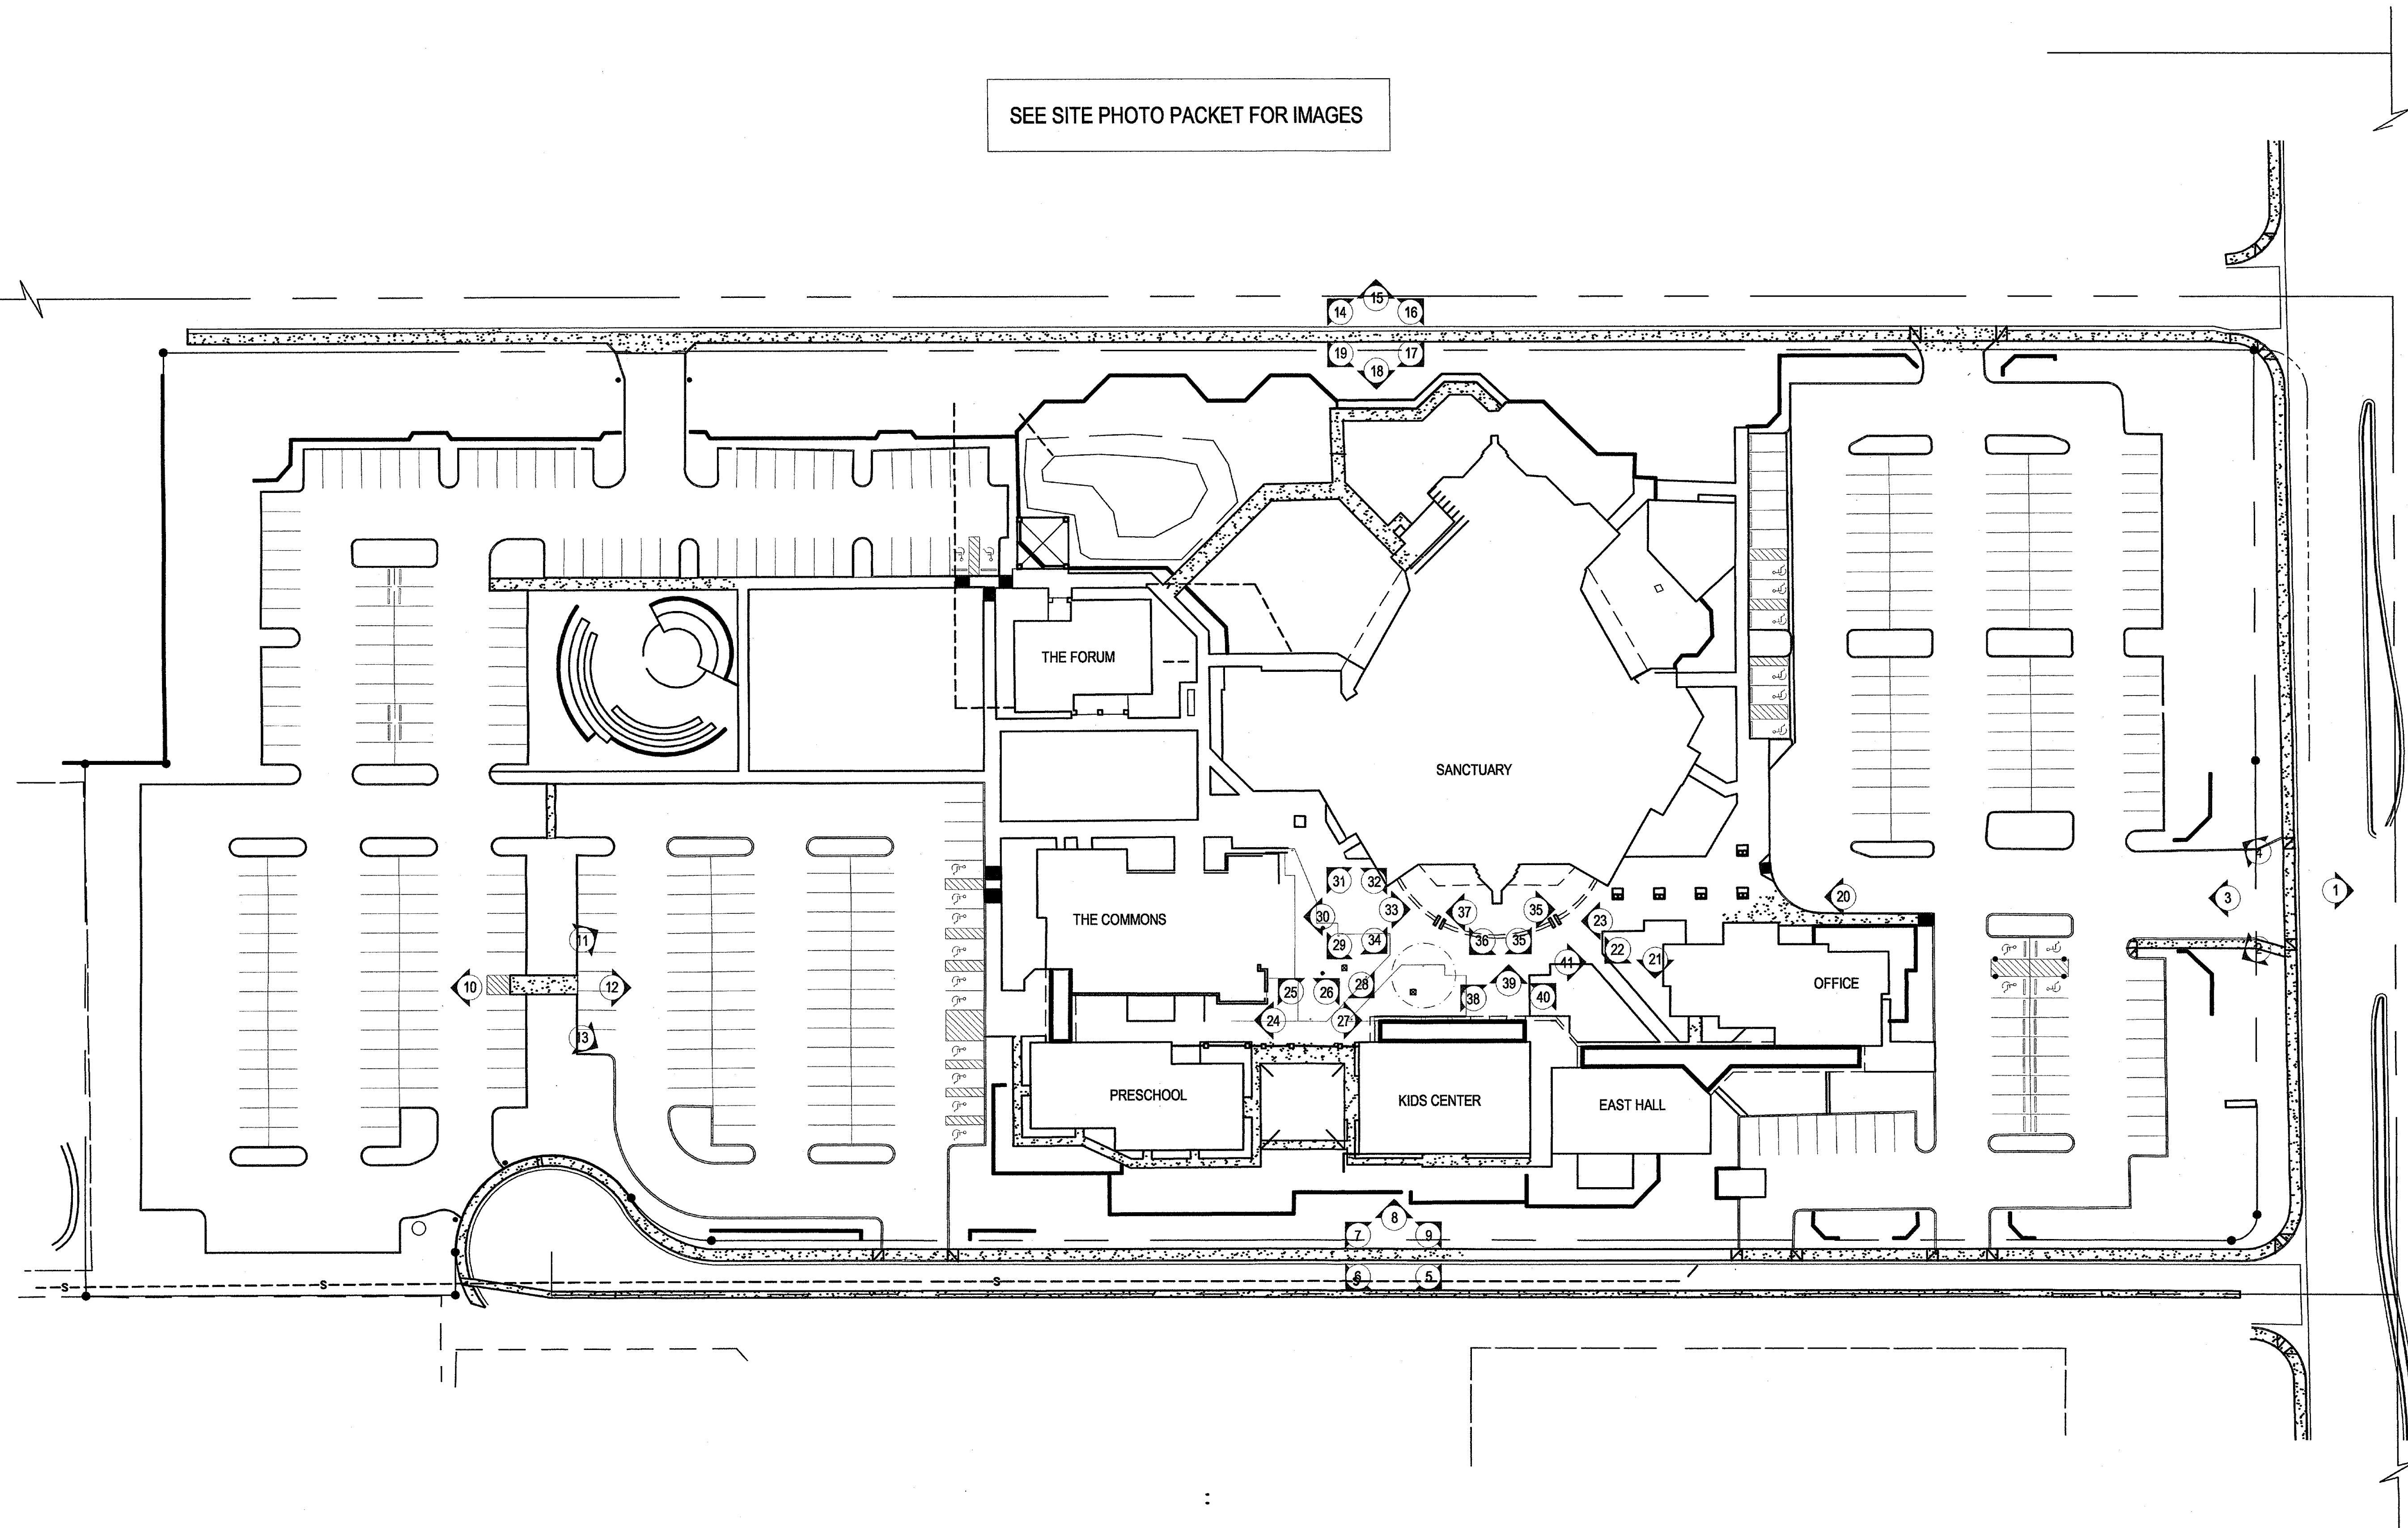 SEE SITE PHOTO PACKET FOR IMAGES
15
14 16
19 17
18
THE FORUM
SANCTUARY
4
31 32
1
3
20
30
33
37 35
THE COMMONS
23
11
29 34
36 35
22
2
41 21
10 12
25 26 28
39
OFFICE
38 40
24 27
13
PRESCHOOL
KIDS CENTER
EAST HALL
8
7 9
6 5
S S S S